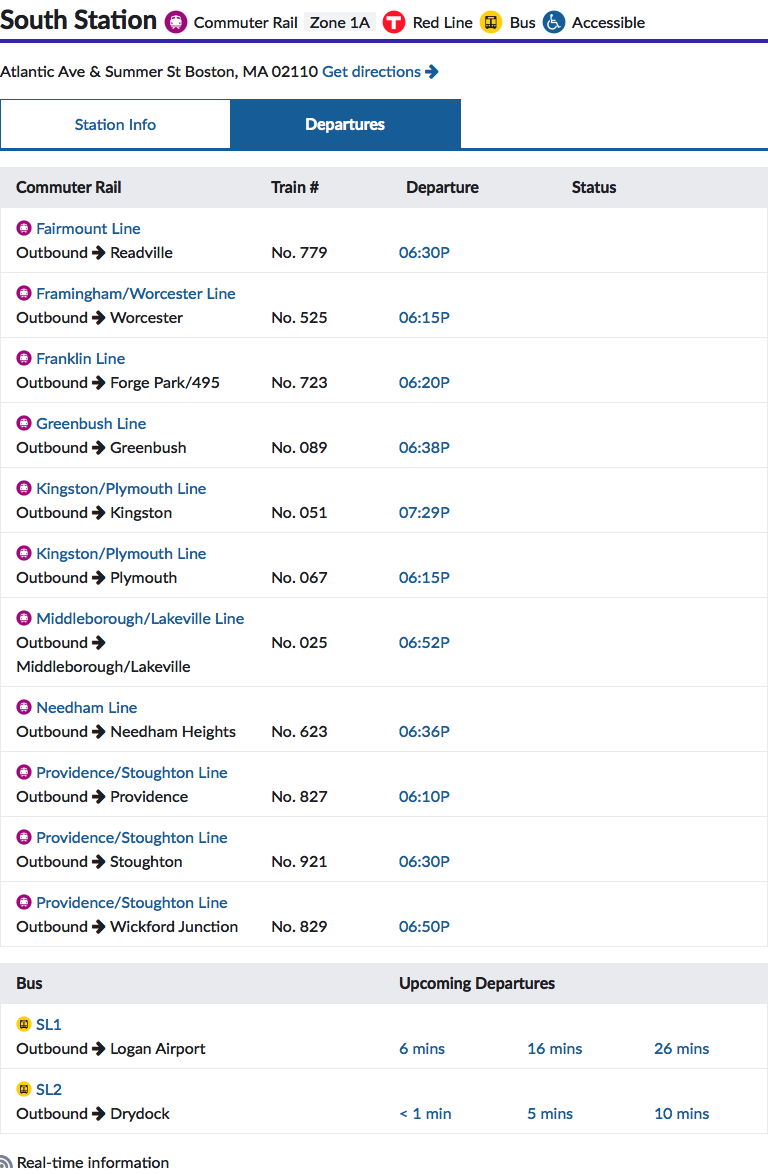 South Station Commuter Rail Zone 1A T Red Line Bus Accessible
Atlantic Ave & Summer St Boston, MA 02110 Get directions
Station Info Departures
Commuter Rail Train # Departure Status
Fairmount Line
Outbound → Readville No. 779 06:30P
Framingham/Worcester Line
Outbound → Worcester No. 525 06:15P
Franklin Line
Outbound → Forge Park/495 No. 723 06:20P
Greenbush Line
Outbound → Greenbush No. 089 06:38P
Kingston/Plymouth Line
Outbound → Kingston No. 051 07:29P
Kingston/Plymouth Line
Outbound → Plymouth No. 067 06:15P
Middleborough/Lakeville Line
Outbound → No. 025 06:52P
Middleborough/Lakeville
Needham Line
Outbound → Needham Heights No. 623 06:36P
Providence/Stoughton Line
Outbound → Providence No. 827 06:10P
Providence/Stoughton Line
Outbound → Stoughton No. 921 06:30P
Providence/Stoughton Line
Outbound → Wickford Junction No. 829 06:50P
Bus Upcoming Departures
SL1
Outbound → Logan Airport 6 mins 16 mins 26 mins
SL2
Outbound → Drydock < 1 min 5 mins 10 mins
Real-time information